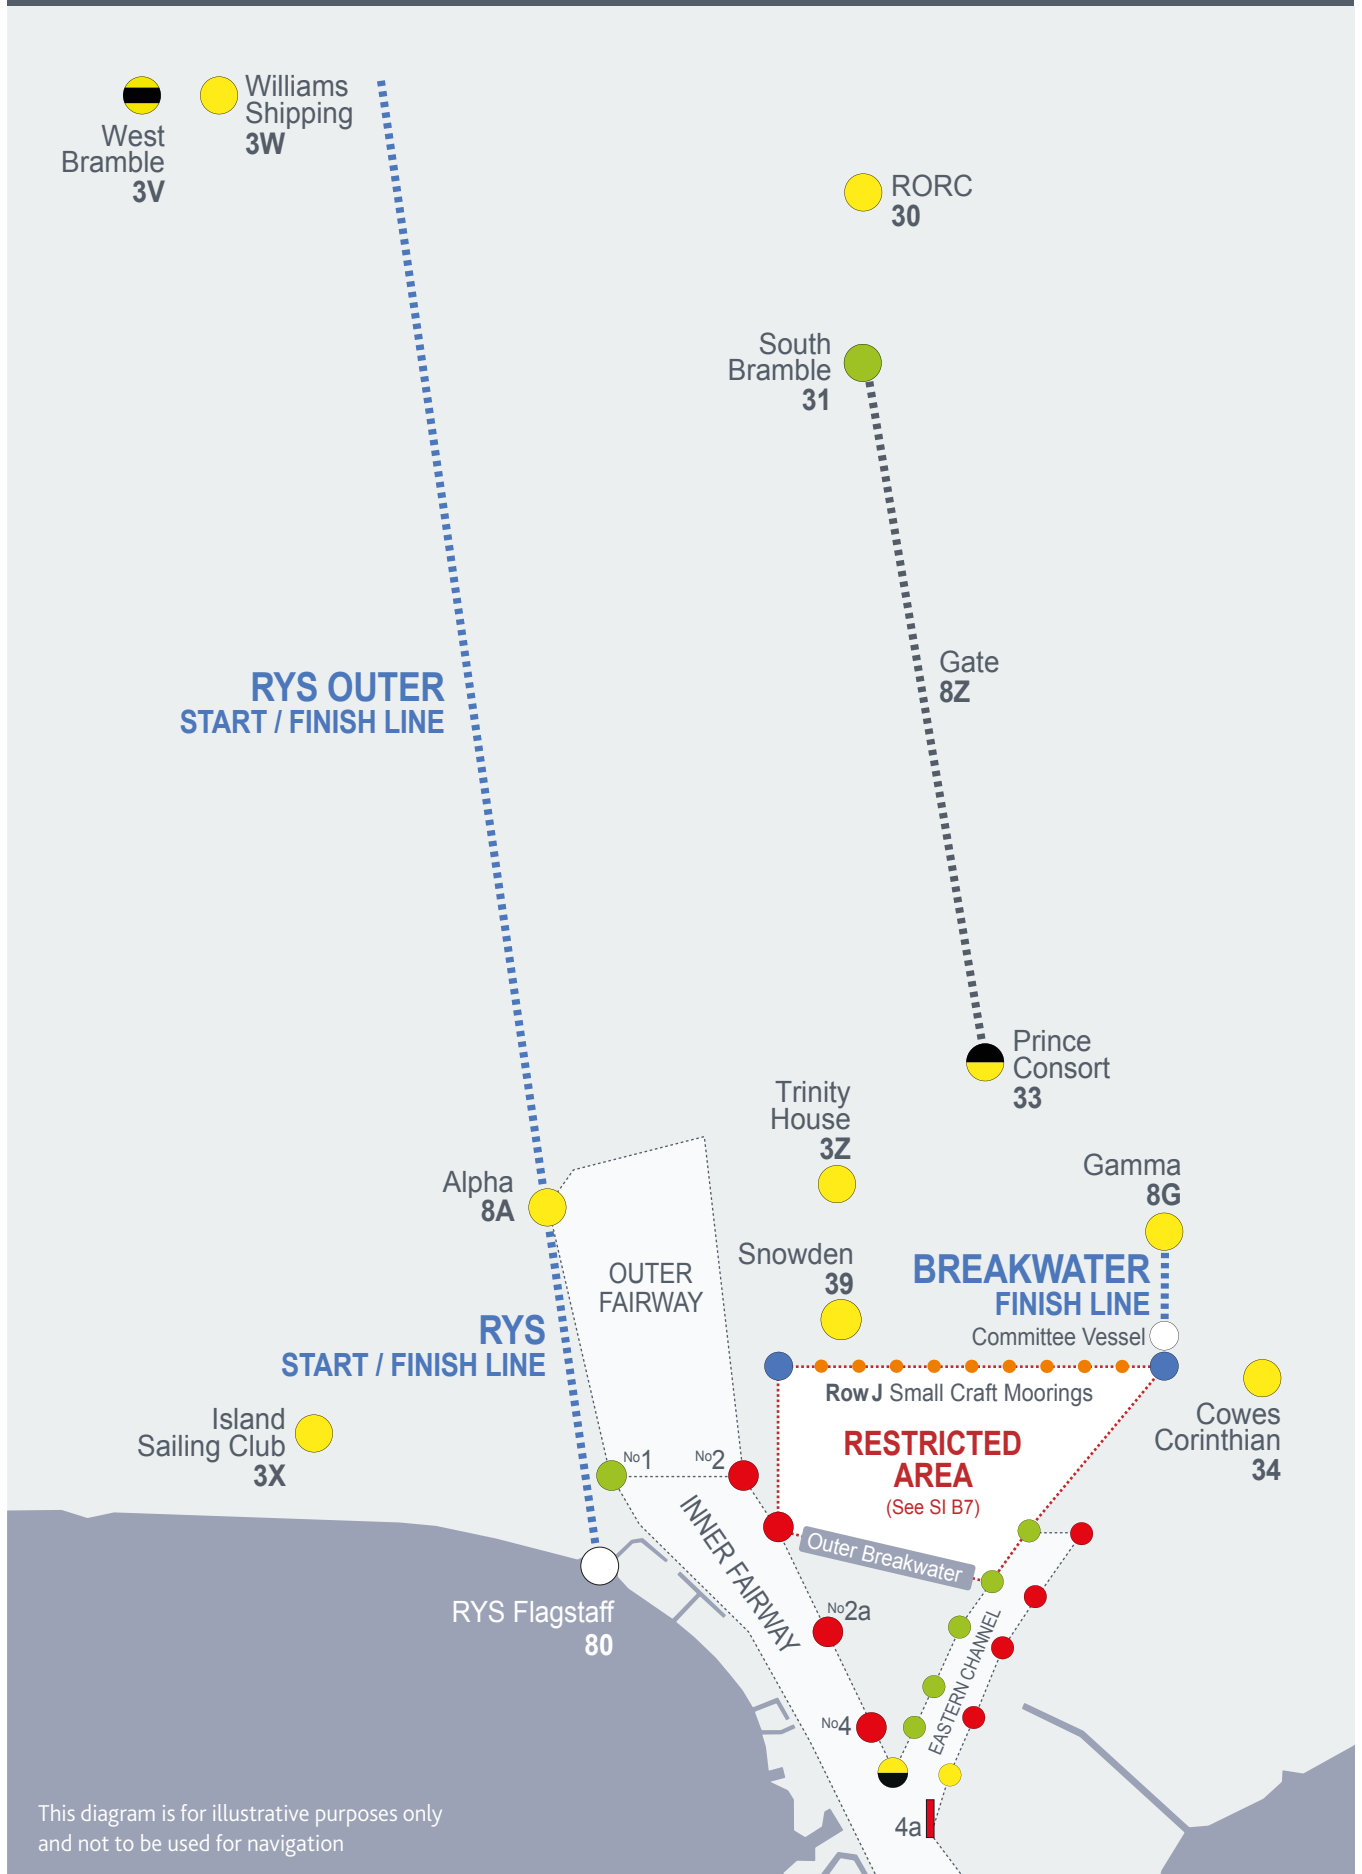 Williams
Shipping
3W
West
Bramble
3V
RORC
30
South
Bramble
31
Gate
8Z
RYS OUTER
START / FINISH LINE
Prince
Consort
33
Trinity
House
3Z
Alpha
8A
Gamma
8G
Snowden
39
OUTER
FAIRWAY
BREAKWATER
FINISH LINE
Committee Vessel
RYS
START / FINISH LINE
Row J Small Craft Moorings
Island
Sailing Club
3X
Cowes
Corinthian
34
RESTRICTED
AREA
(See SI B7)
No1
No2
INNER FAIRWAY
Outer Breakwater
RYS Flagstaff
80
No2a
EASTERN CHANNEL
No4
4a
This diagram is for illustrative purposes only
and not to be used for navigation